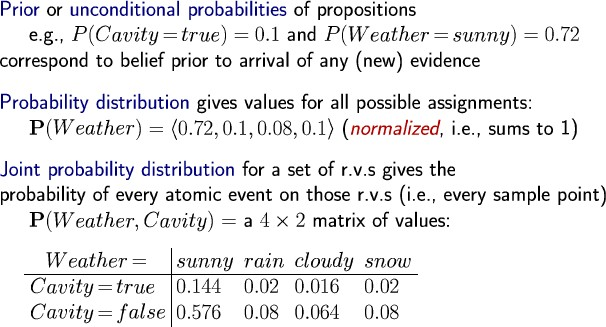 Prior or unconditional probabilities of propositions
e.g., P(Cavity = true) = 0.1 and P(Weather = sunny) = 0.72
correspond to belief prior to arrival of any (new) evidence
Probability distribution gives values for all possible assignments:
P(Weather) = ⟨0.72, 0.1, 0.08, 0.1⟩ (normalized, i.e., sums to 1)
Joint probability distribution for a set of r.v.s gives the
probability of every atomic event on those r.v.s (i.e., every sample point)
P(Weather, Cavity) = a 4 × 2 matrix of values:
Weather = sunny rain cloudy snow
Cavity = true 0.144 0.02 0.016 0.02
Cavity = false 0.576 0.08 0.064 0.08